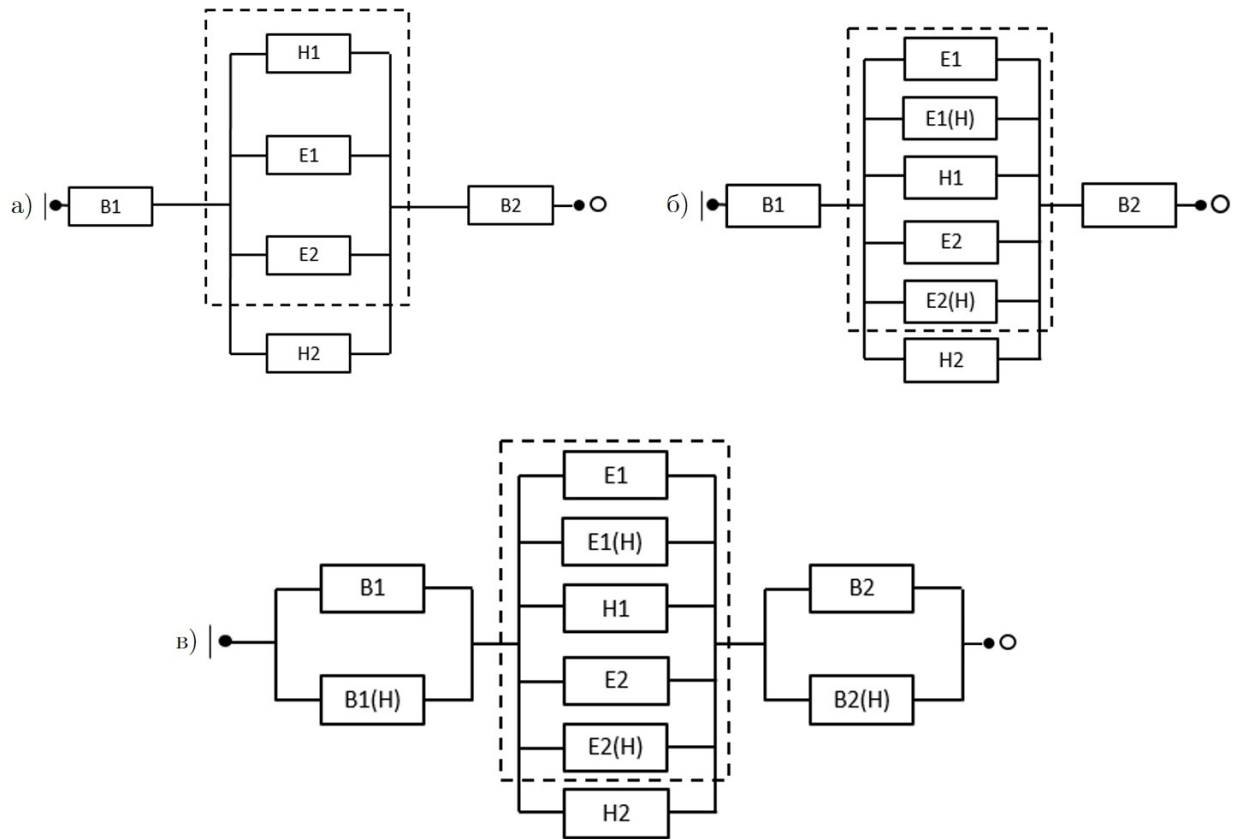 а)
B1
H1
E1
E2
H2
B2
б)
B1
E1
E1(H)
H1
E2
E2(H)
H2
B2
в)
B1
B1(H)
E1
E1(H)
H1
E2
E2(H)
H2
B2
B2(H)